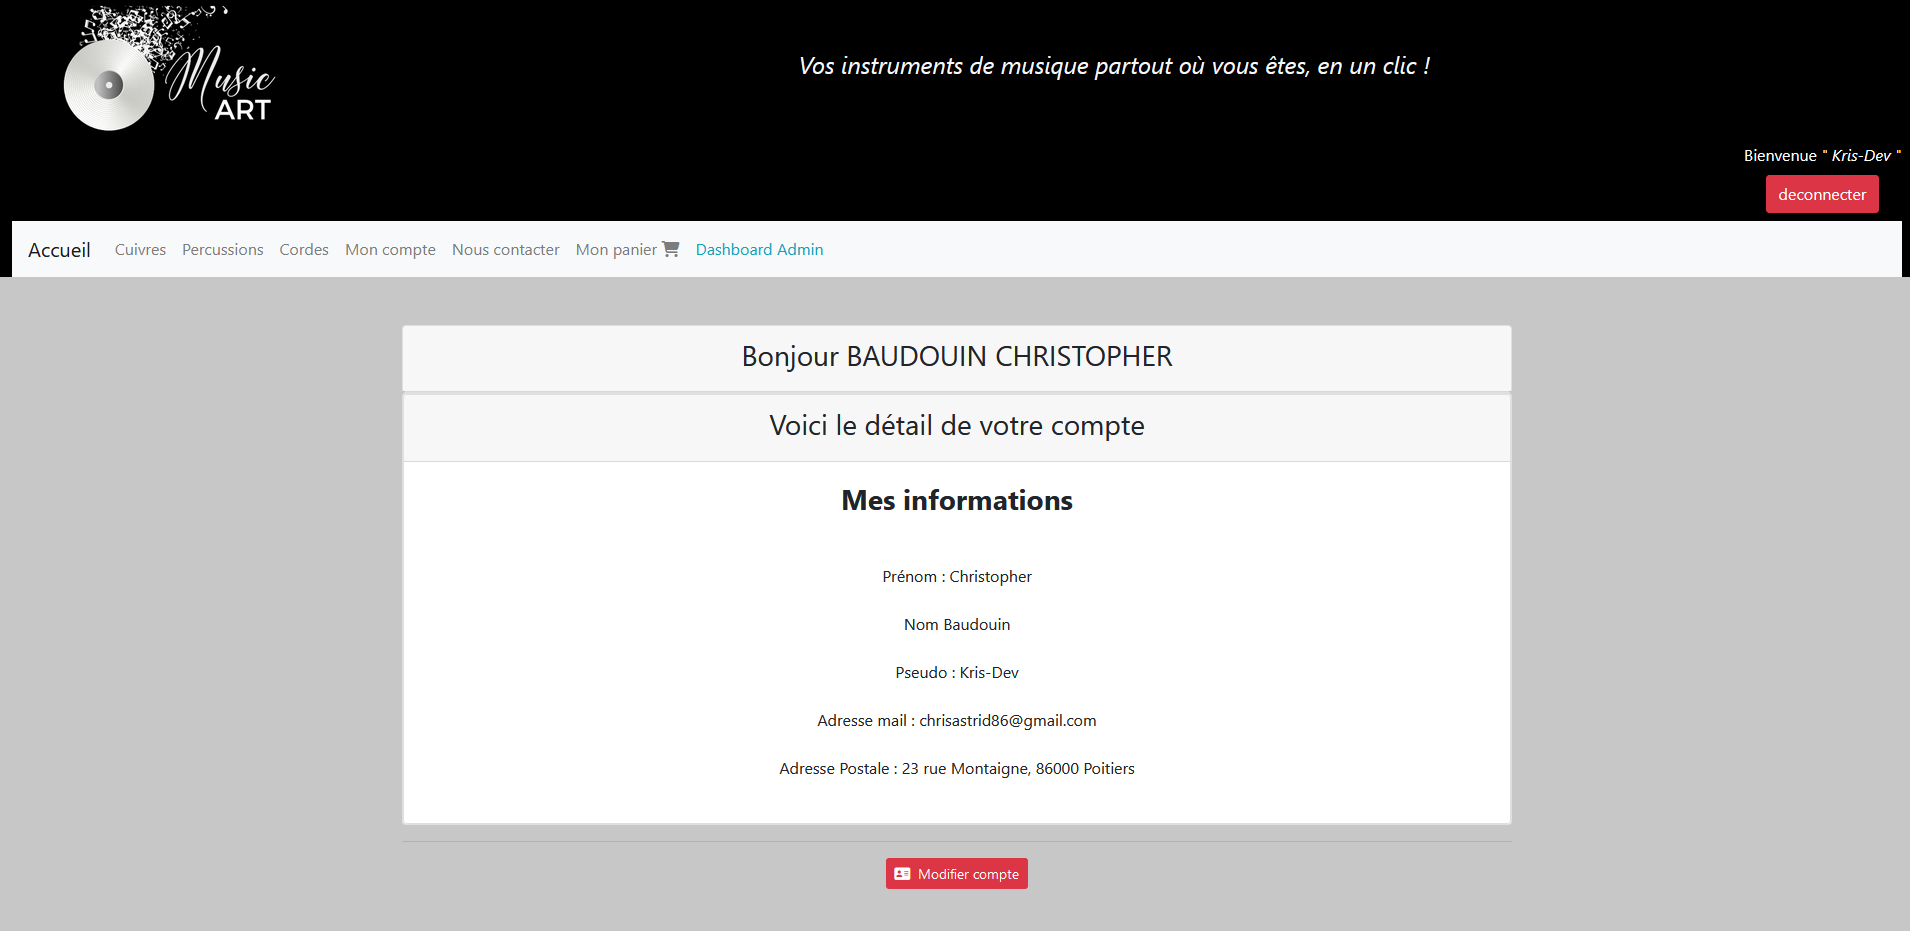 Music
ART
Vos instruments de musique partout où vous êtes, en un clic !
Bienvenue " Kris-Dev "
deconnecter
Accueil Cuivres Percussions Cordes Mon compte Nous contacter Mon panier Dashboard Admin
Bonjour BAUDOUIN CHRISTOPHER
Voici le détail de votre compte
Mes informations
Prénom : Christopher
Nom Baudouin
Pseudo : Kris-Dev
Adresse mail : chrisastrid86@gmail.com
Adresse Postale : 23 rue Montaigne, 86000 Poitiers
Modifier compte